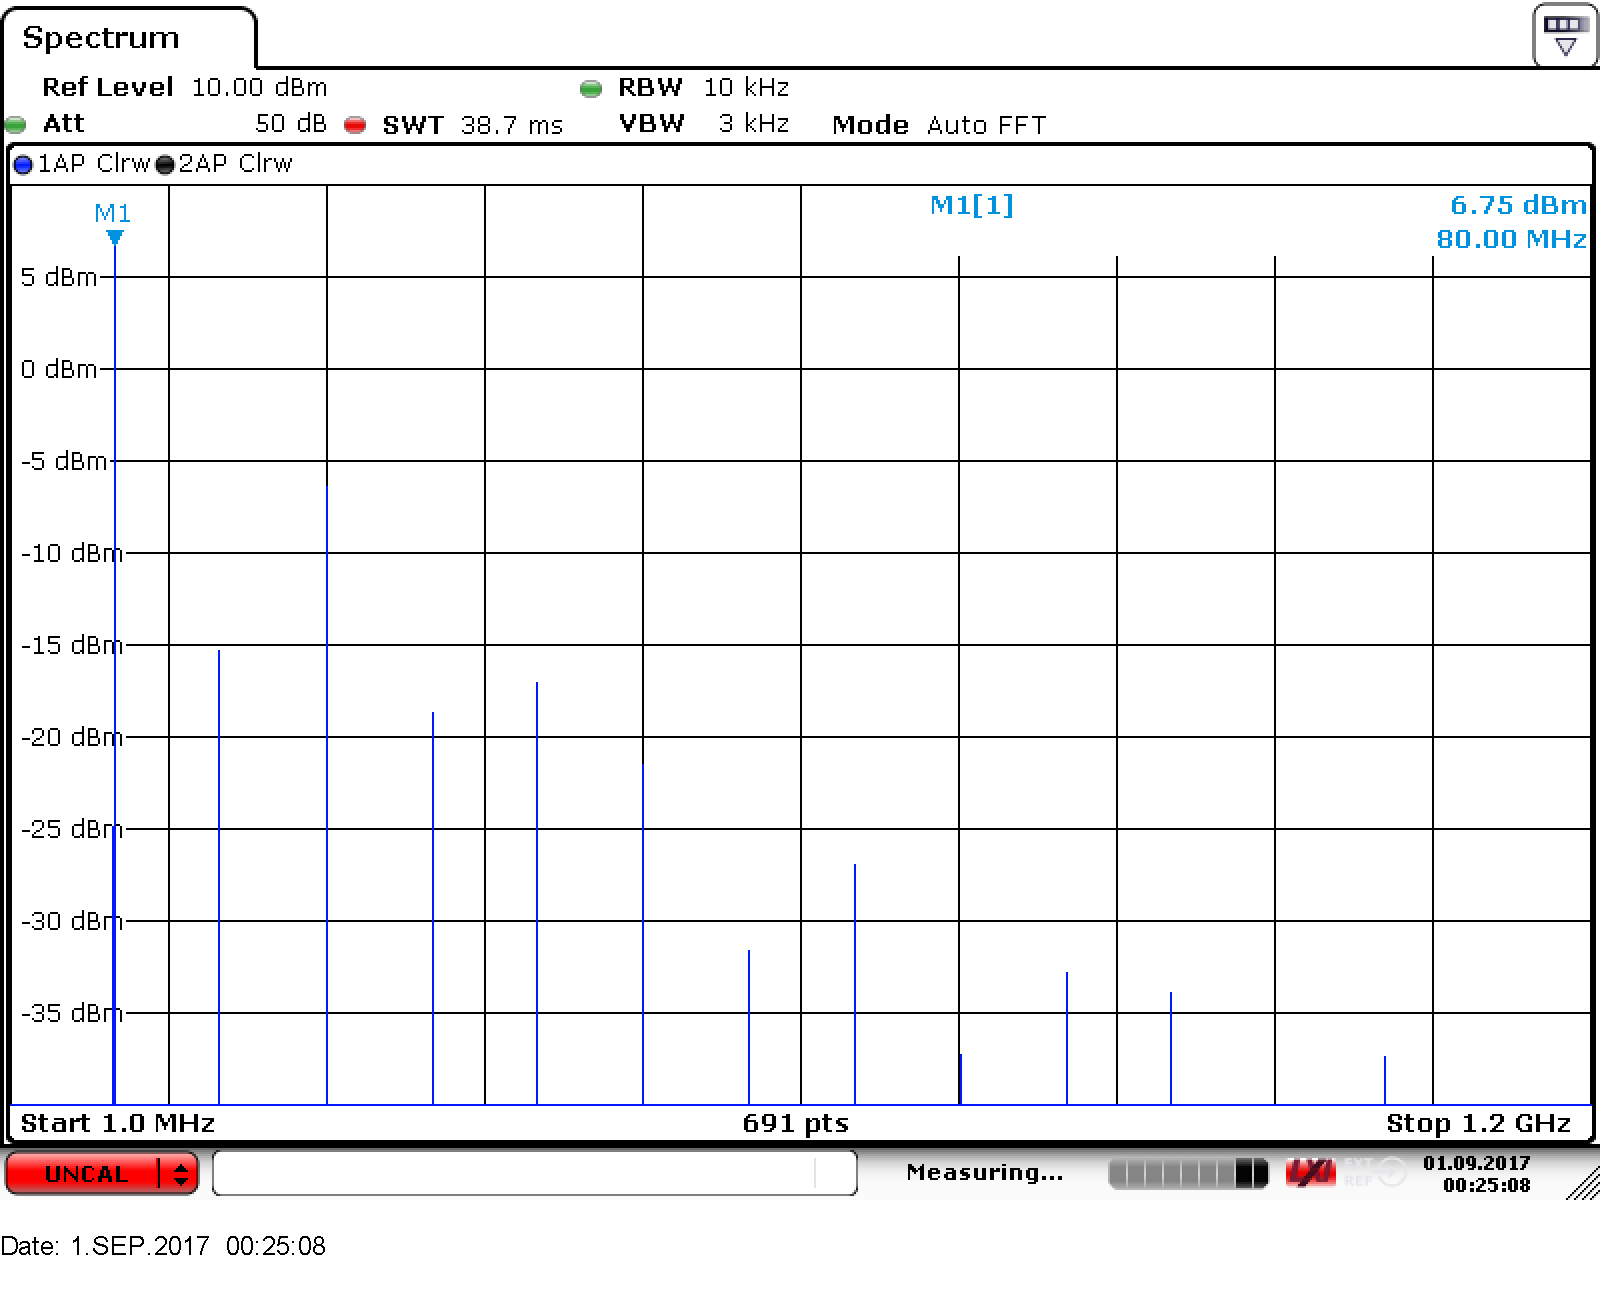 Spectrum
Ref Level 10.00 dBm RBW 10 kHz
Att 50 dB SWT 38.7 ms VBW 3 kHz Mode Auto FFT
1AP Clrw 2AP Clrw
M1 M1[1] 6.75 dBm
80.00 MHz
5 dBm
0 dBm
-5 dBm
-10 dBm
-15 dBm
-20 dBm
-25 dBm
-30 dBm
-35 dBm
Start 1.0 MHz 691 pts Stop 1.2 GHz
UNCAL Measuring... LXI EXT REF 01.09.2017
00:25:08
Date: 1.SEP.2017 00:25:08